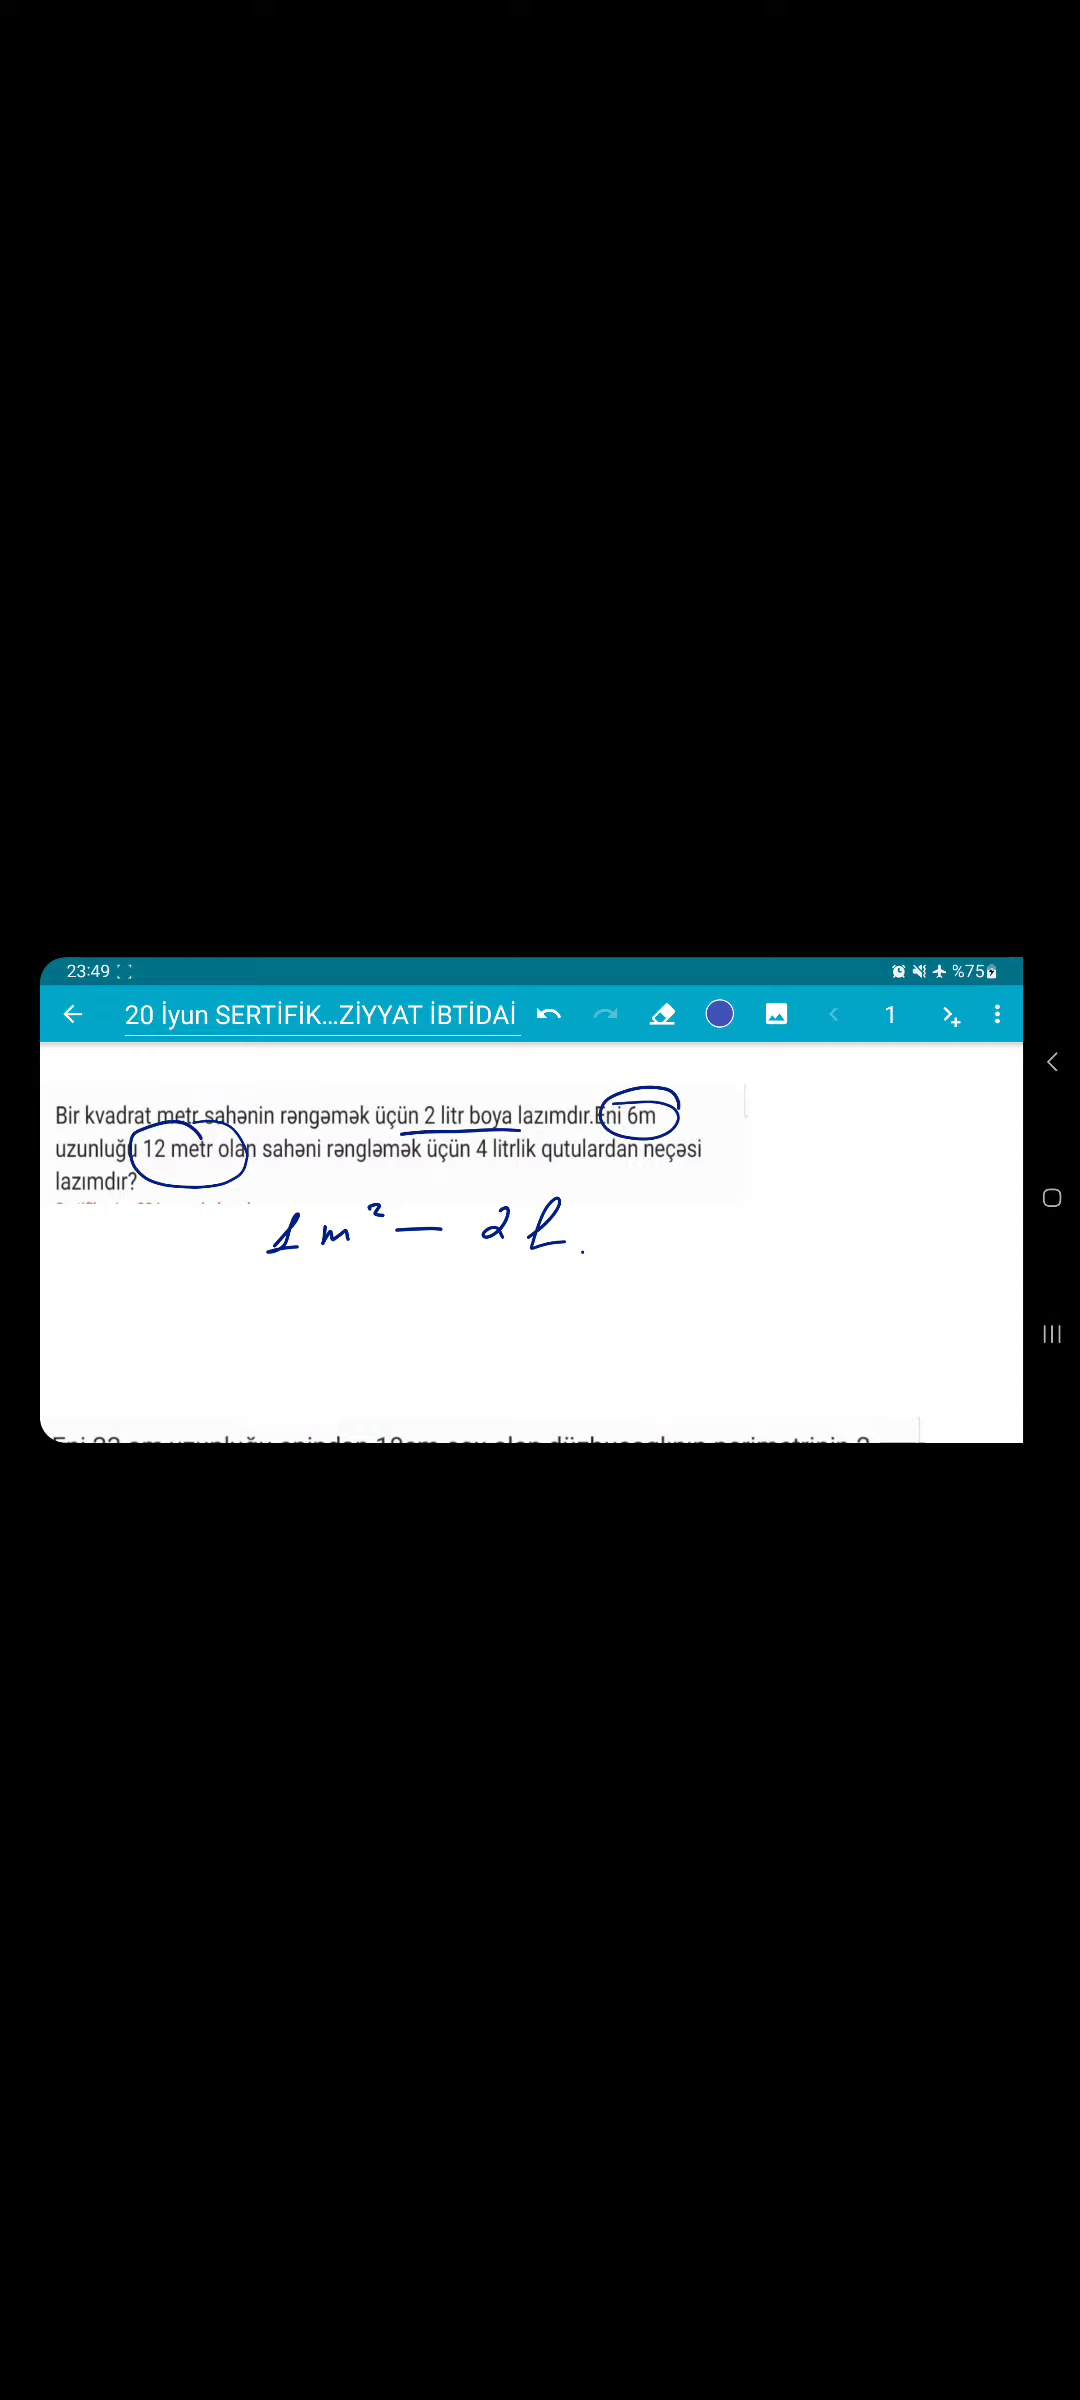 23:49
%75
20 İyun SERTİFİK...ZİYYAT İBTİDAİ
1
Bir kvadrat metr sahənin rəngəmək üçün 2 litr boya lazımdır.Eni 6m
uzunluğu 12 metr olan sahəni rəngləmək üçün 4 litrlik qutulardan neçəsi
lazımdır?
1 m² — 2 L.